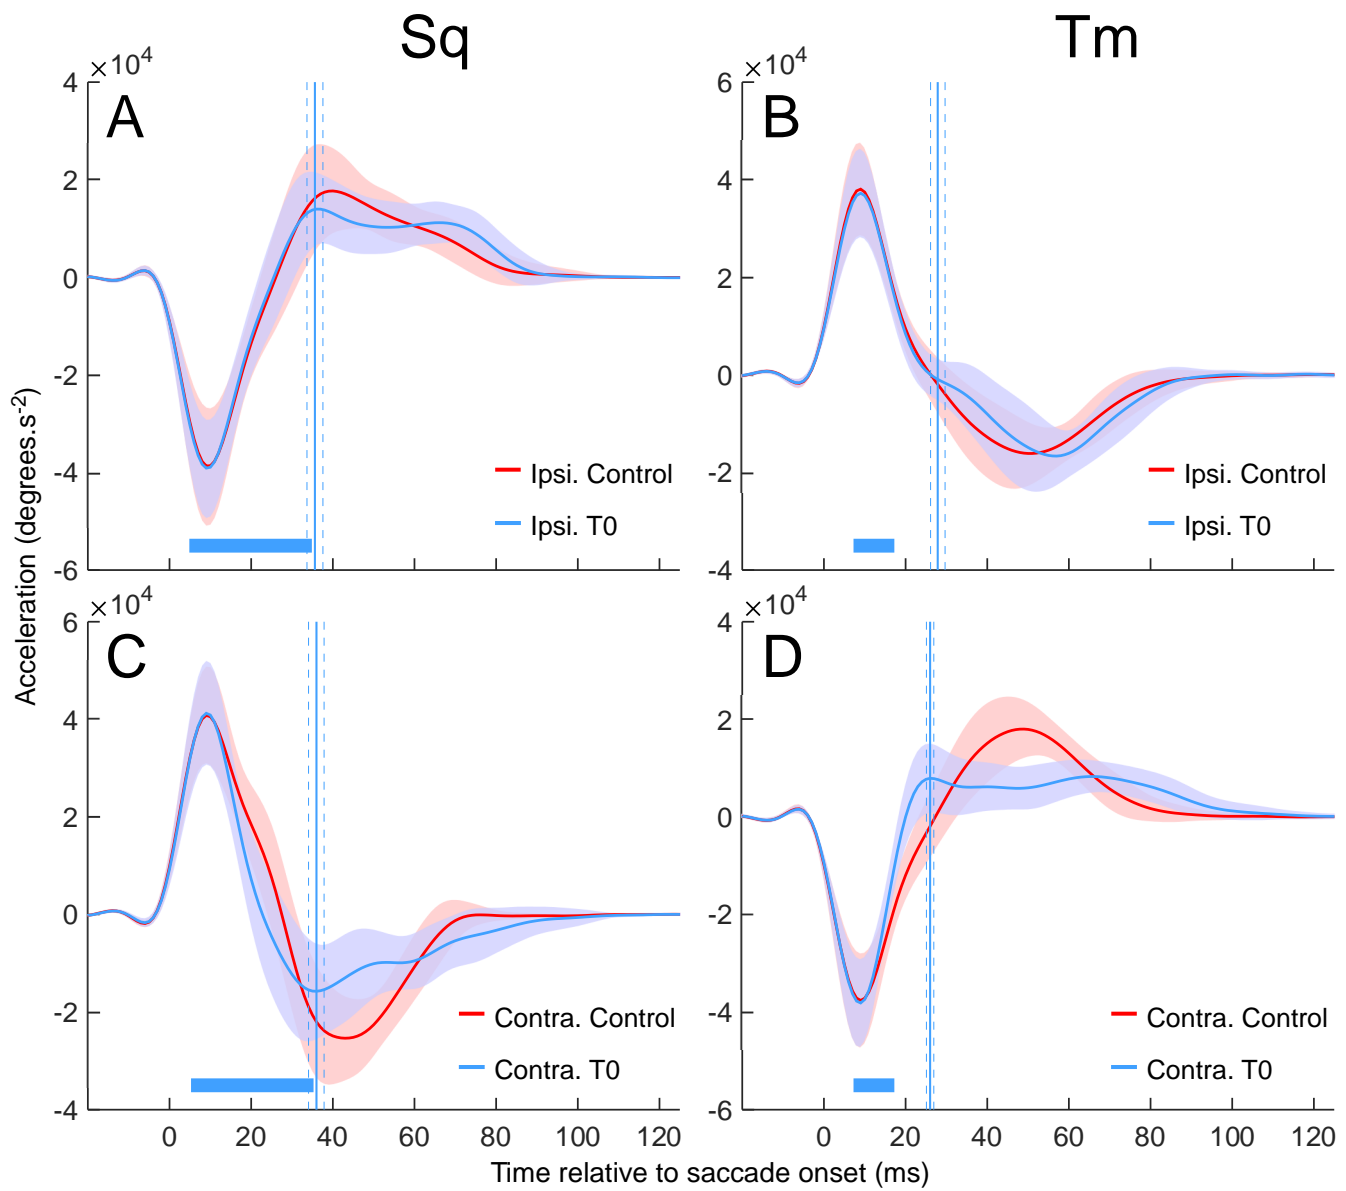 Sq
Tm
×10⁴
4
2
0
-2
-4
-6
A
Ipsi. Control
Ipsi. T0
×10⁴
6
4
2
0
-2
-4
B
Ipsi. Control
Ipsi. T0
Acceleration (degrees.s⁻²)
×10⁴
6
4
2
0
-2
-4
C
Contra. Control
Contra. T0
0 20 40 60 80 100 120
×10⁴
4
2
0
-2
-4
-6
D
Contra. Control
Contra. T0
0 20 40 60 80 100 120
Time relative to saccade onset (ms)